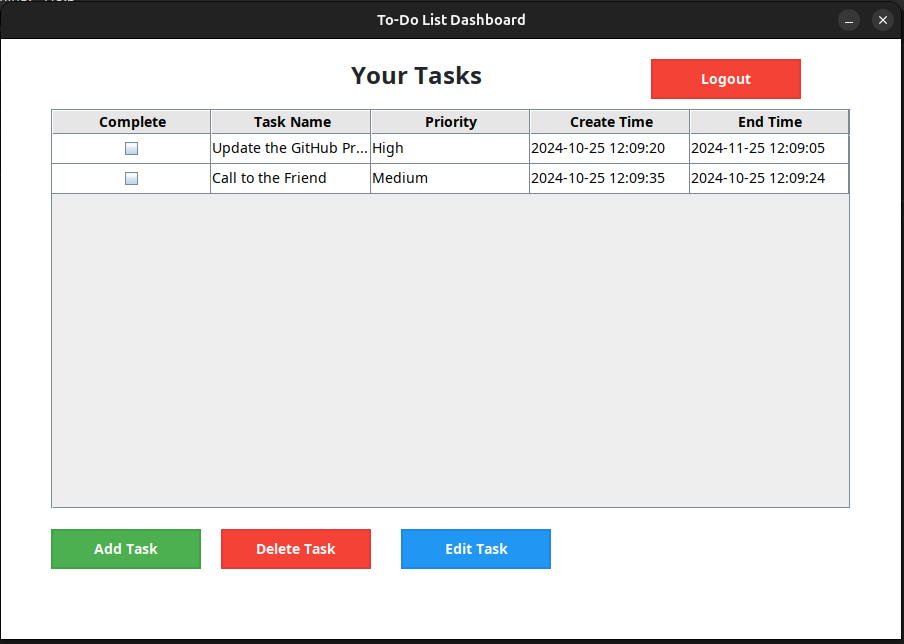 To-Do List Dashboard
Your Tasks
Logout
Complete Task Name Priority Create Time End Time
Update the GitHub Pr... High 2024-10-25 12:09:20 2024-11-25 12:09:05
Call to the Friend Medium 2024-10-25 12:09:35 2024-10-25 12:09:24
Add Task Delete Task Edit Task